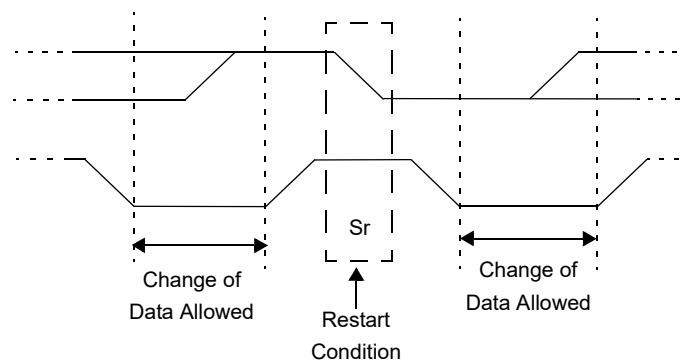 Sr
Change of
Data Allowed
Restart
Condition
Change of
Data Allowed